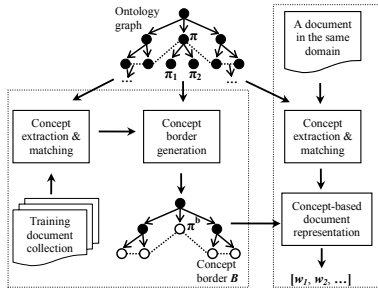 Ontology
graph
π
π1 π2
... ...
A document
in the same
domain
Concept
extraction &
matching
Concept
border
generation
Concept
extraction &
matching
Training
document
collection
πb
Concept
border B
Concept-based
document
representation
[w1, w2, …]